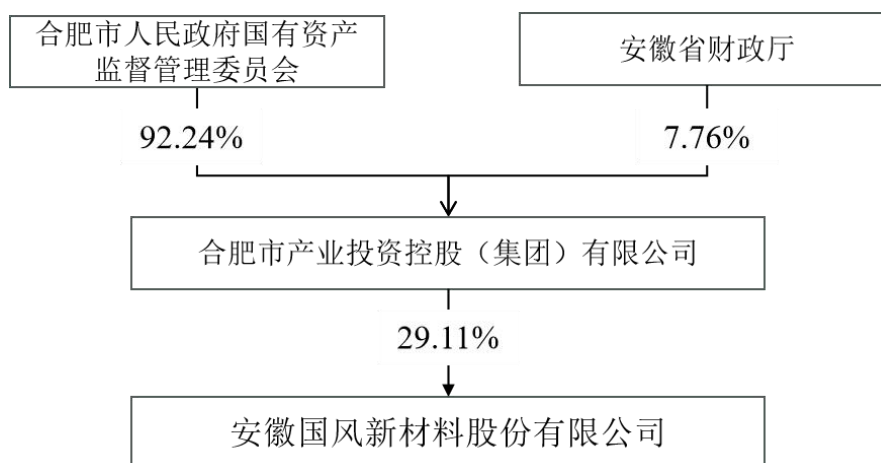 合肥市人民政府国有资产
监督管理委员会
安徽省财政厅
92.24%
7.76%
合肥市产业投资控股（集团）有限公司
29.11%
安徽国风新材料股份有限公司